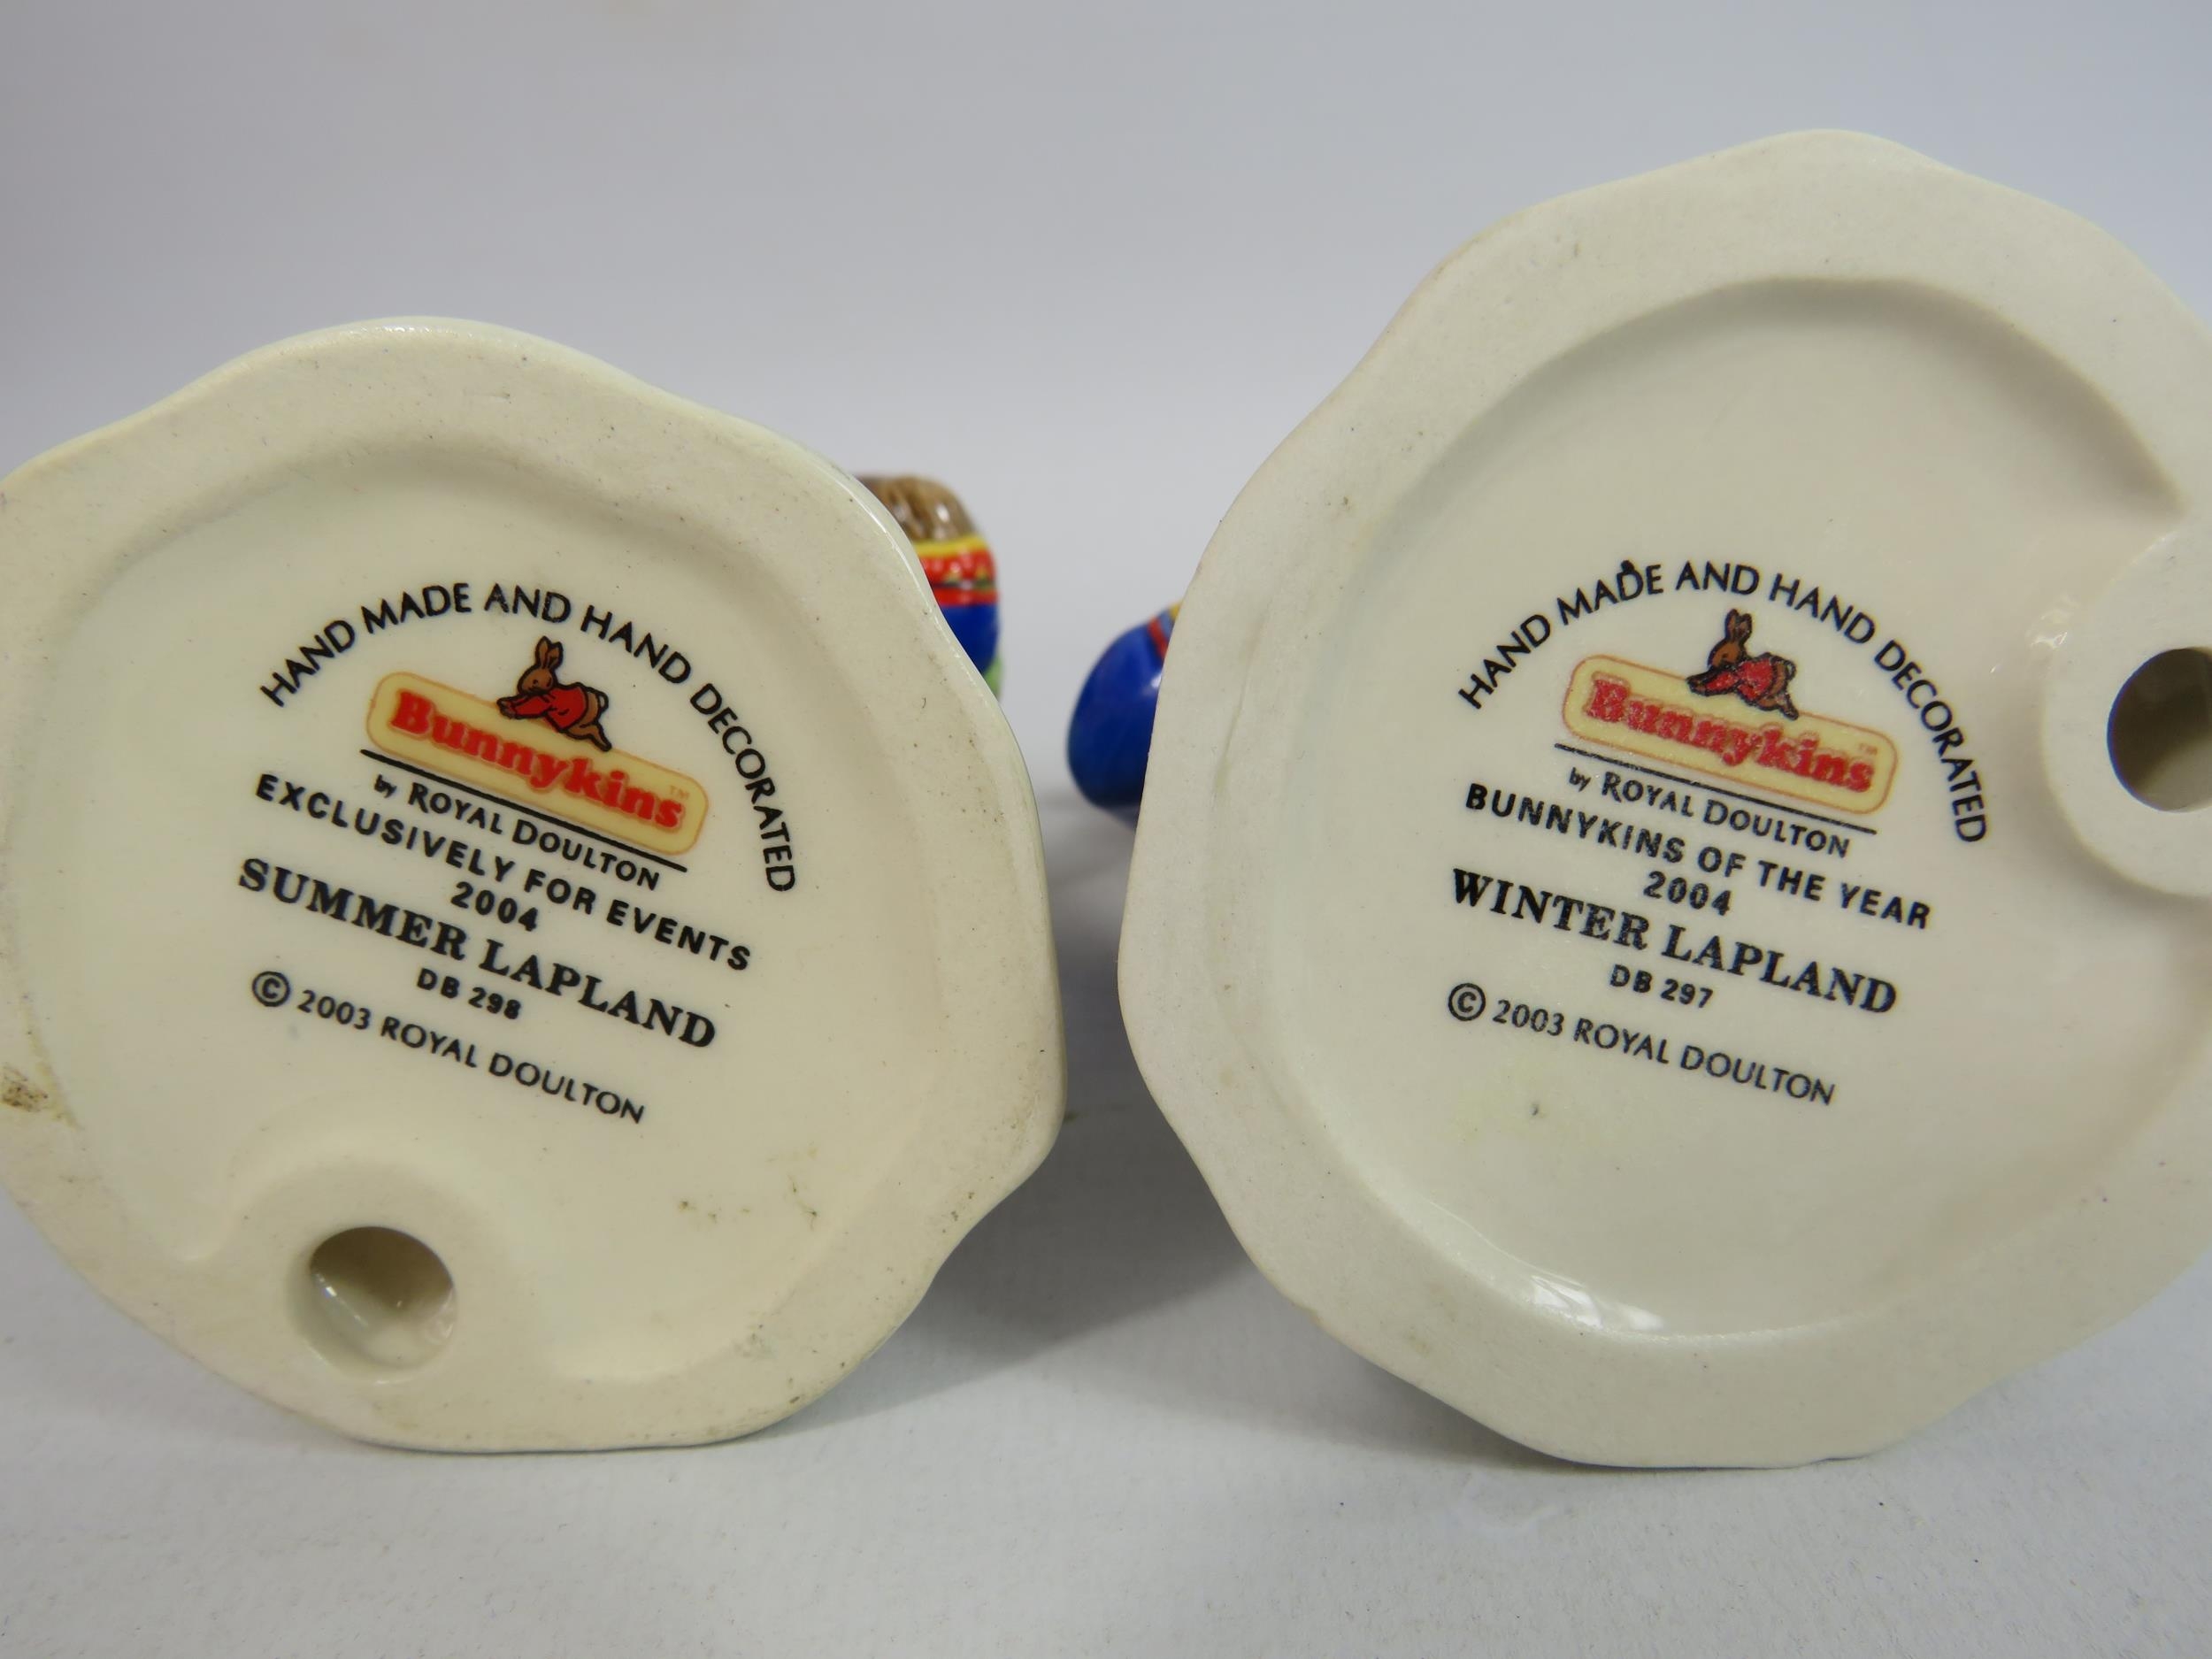 HAND MADE AND HAND DECORATED
Bunnykins™
by ROYAL DOULTON
EXCLUSIVELY FOR EVENTS
2004
SUMMER LAPLAND
DB 298
© 2003 ROYAL DOULTON
HAND MADE AND HAND DECORATED
Bunnykins™
by ROYAL DOULTON
BUNNYKINS OF THE YEAR
2004
WINTER LAPLAND
DB 297
© 2003 ROYAL DOULTON